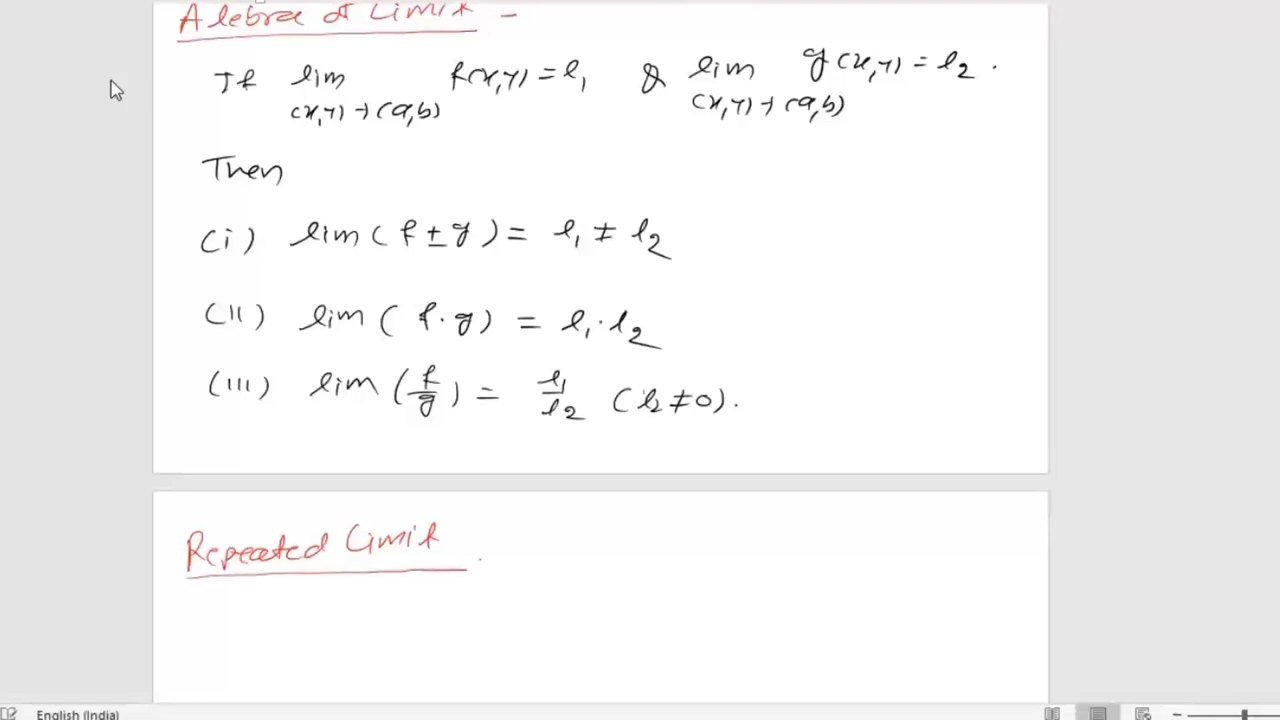 Alebra of Limit -
If lim f(x,y) = l₁ & lim g(x,y) = l₂ .
(x,y)→(a,b) (x,y)→(a,b)
Then
(i) lim( f ± g ) = l₁ ≠ l₂
(ii) lim ( f · g ) = l₁ · l₂
(iii) lim ( f/g ) = l₁/l₂ ( l₂ ≠ 0 ) .
Repeated Limit
English (India)